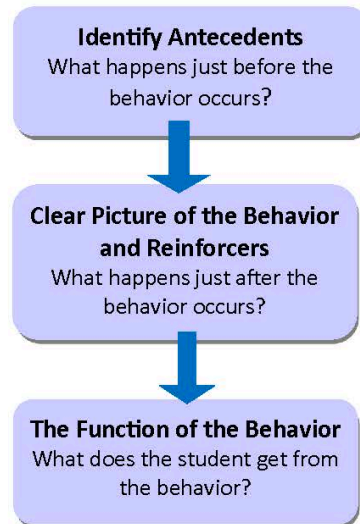 Identify Antecedents
What happens just before the
behavior occurs?
Clear Picture of the Behavior
and Reinforcers
What happens just after the
behavior occurs?
The Function of the Behavior
What does the student get from
the behavior?